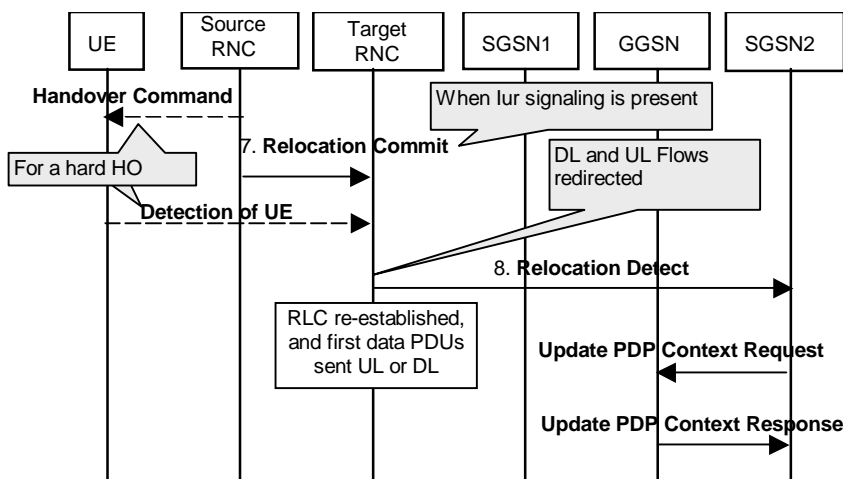 UE
Source
RNC
Target
RNC
SGSN1
GGSN
SGSN2
Handover Command
When Iur signaling is present
7. Relocation Commit
For a hard HO
DL and UL Flows
redirected
Detection of UE
8. Relocation Detect
RLC re-established,
and first data PDUs
sent UL or DL
Update PDP Context Request
Update PDP Context Response